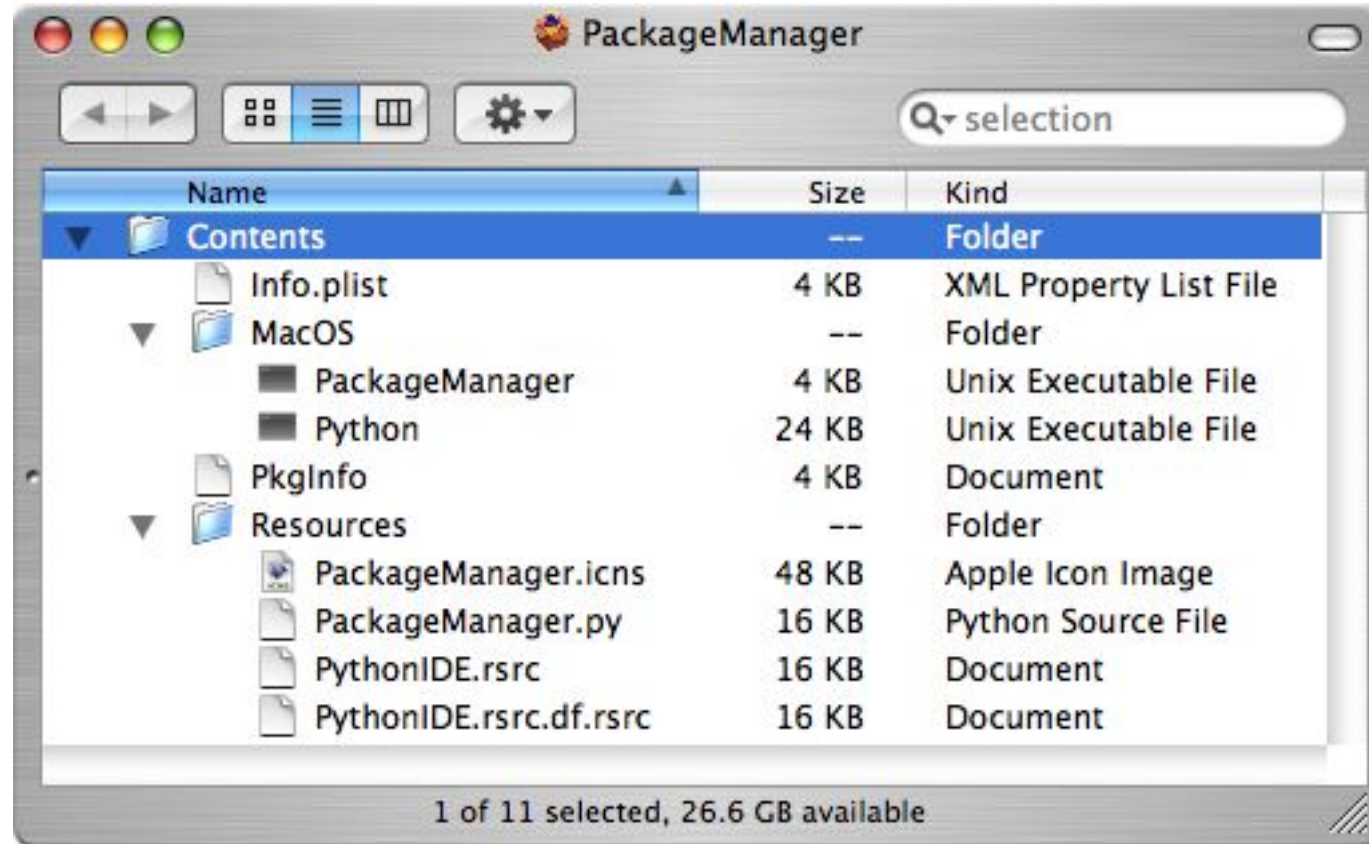 PackageManager
selection
Name Size Kind
Contents -- Folder
Info.plist 4 KB XML Property List File
MacOS -- Folder
PackageManager 4 KB Unix Executable File
Python 24 KB Unix Executable File
PkgInfo 4 KB Document
Resources -- Folder
PackageManager.icns 48 KB Apple Icon Image
PackageManager.py 16 KB Python Source File
PythonIDE.rsrc 16 KB Document
PythonIDE.rsrc.df.rsrc 16 KB Document
1 of 11 selected, 26.6 GB available